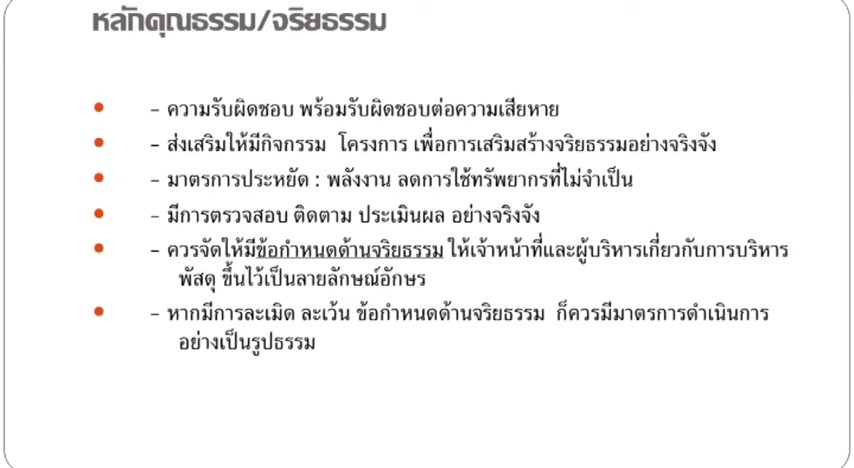 หลักคุณธรรม/จริยธรรม
• - ความรับผิดชอบ พร้อมรับผิดชอบต่อความเสียหาย
• - ส่งเสริมให้มีกิจกรรม โครงการ เพื่อการเสริมสร้างจริยธรรมอย่างจริงจัง
• - มาตรการประหยัด : พลังงาน ลดการใช้ทรัพยากรที่ไม่จำเป็น
• - มีการตรวจสอบ ติดตาม ประเมินผล อย่างจริงจัง
• - ควรจัดให้มีข้อกำหนดด้านจริยธรรม ให้เจ้าหน้าที่และผู้บริหารเกี่ยวกับการบริหาร
พัสดุ ขึ้นไว้เป็นลายลักษณ์อักษร
• - หากมีการละเมิด ละเว้น ข้อกำหนดด้านจริยธรรม ก็ควรมีมาตรการดำเนินการ
อย่างเป็นรูปธรรม